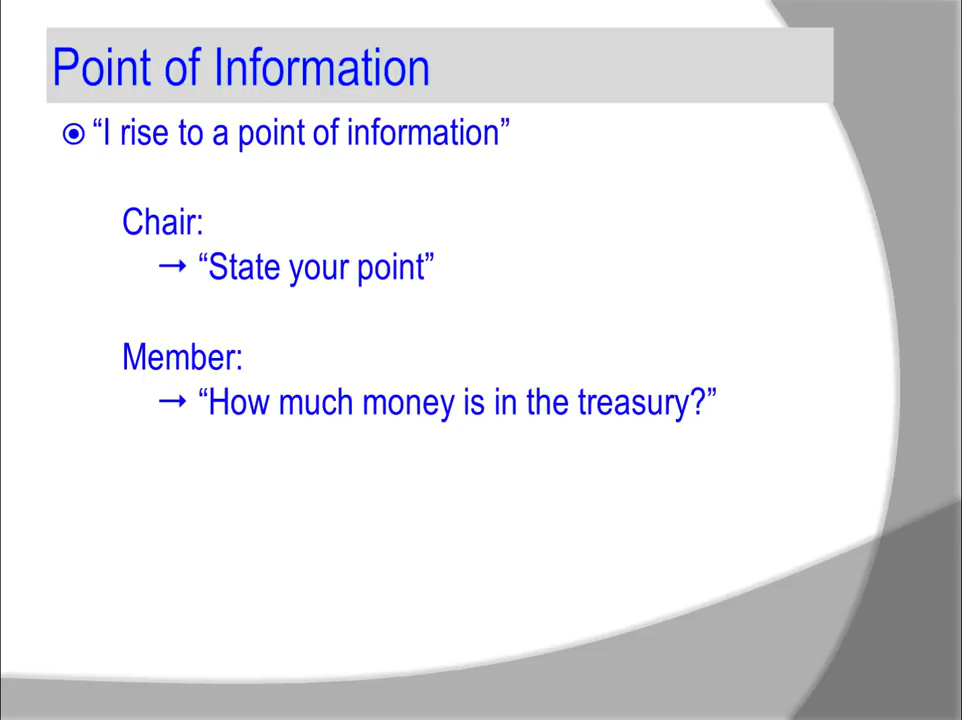 Point of Information
“I rise to a point of information”
Chair:
→ “State your point”
Member:
→ “How much money is in the treasury?”